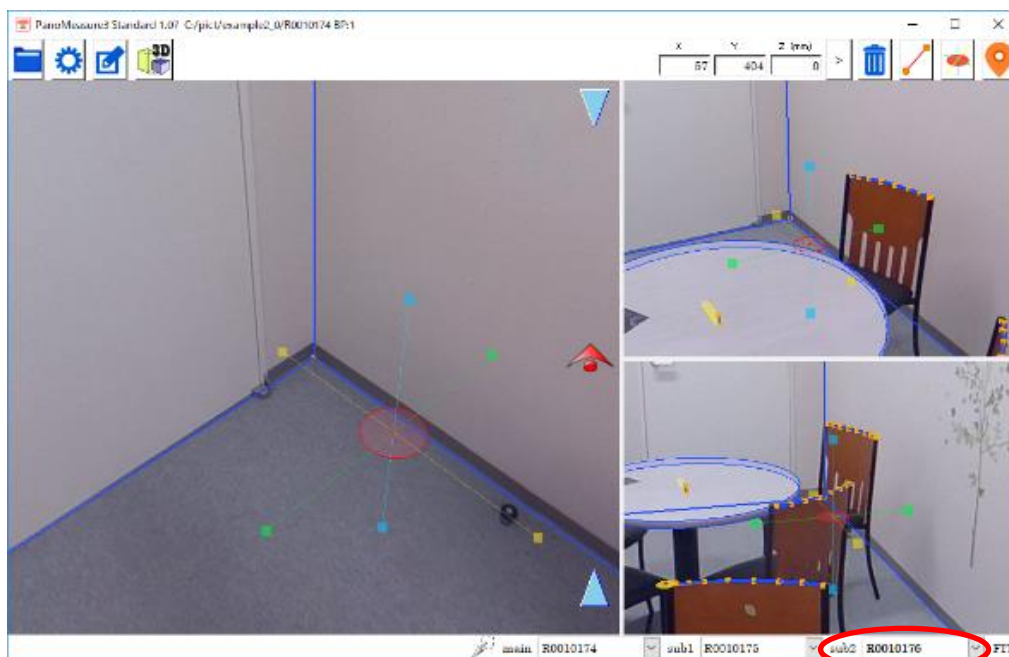 PanoMeasure3 Standard 1.07 C:/pict/example2_0/R0010174 BP:1
3D
X Y Z (mm)
57 404 0 >
main R0010174 sub1 R0010175 sub2 R0010176